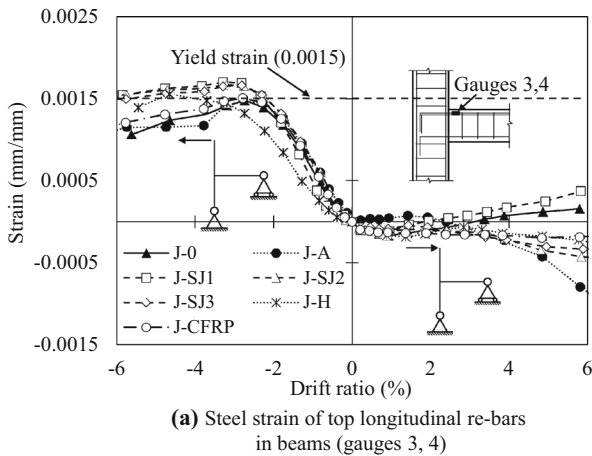 0.0025
Yield strain (0.0015)
Gauges 3,4
0.0015
0.0005
-0.0005
-0.0015
Strain (mm/mm)
J-0
J-A
J-SJ1
J-SJ2
J-SJ3
J-H
J-CFRP
-6
-4
-2
0
2
4
6
Drift ratio (%)
(a) Steel strain of top longitudinal re-bars
in beams (gauges 3, 4)